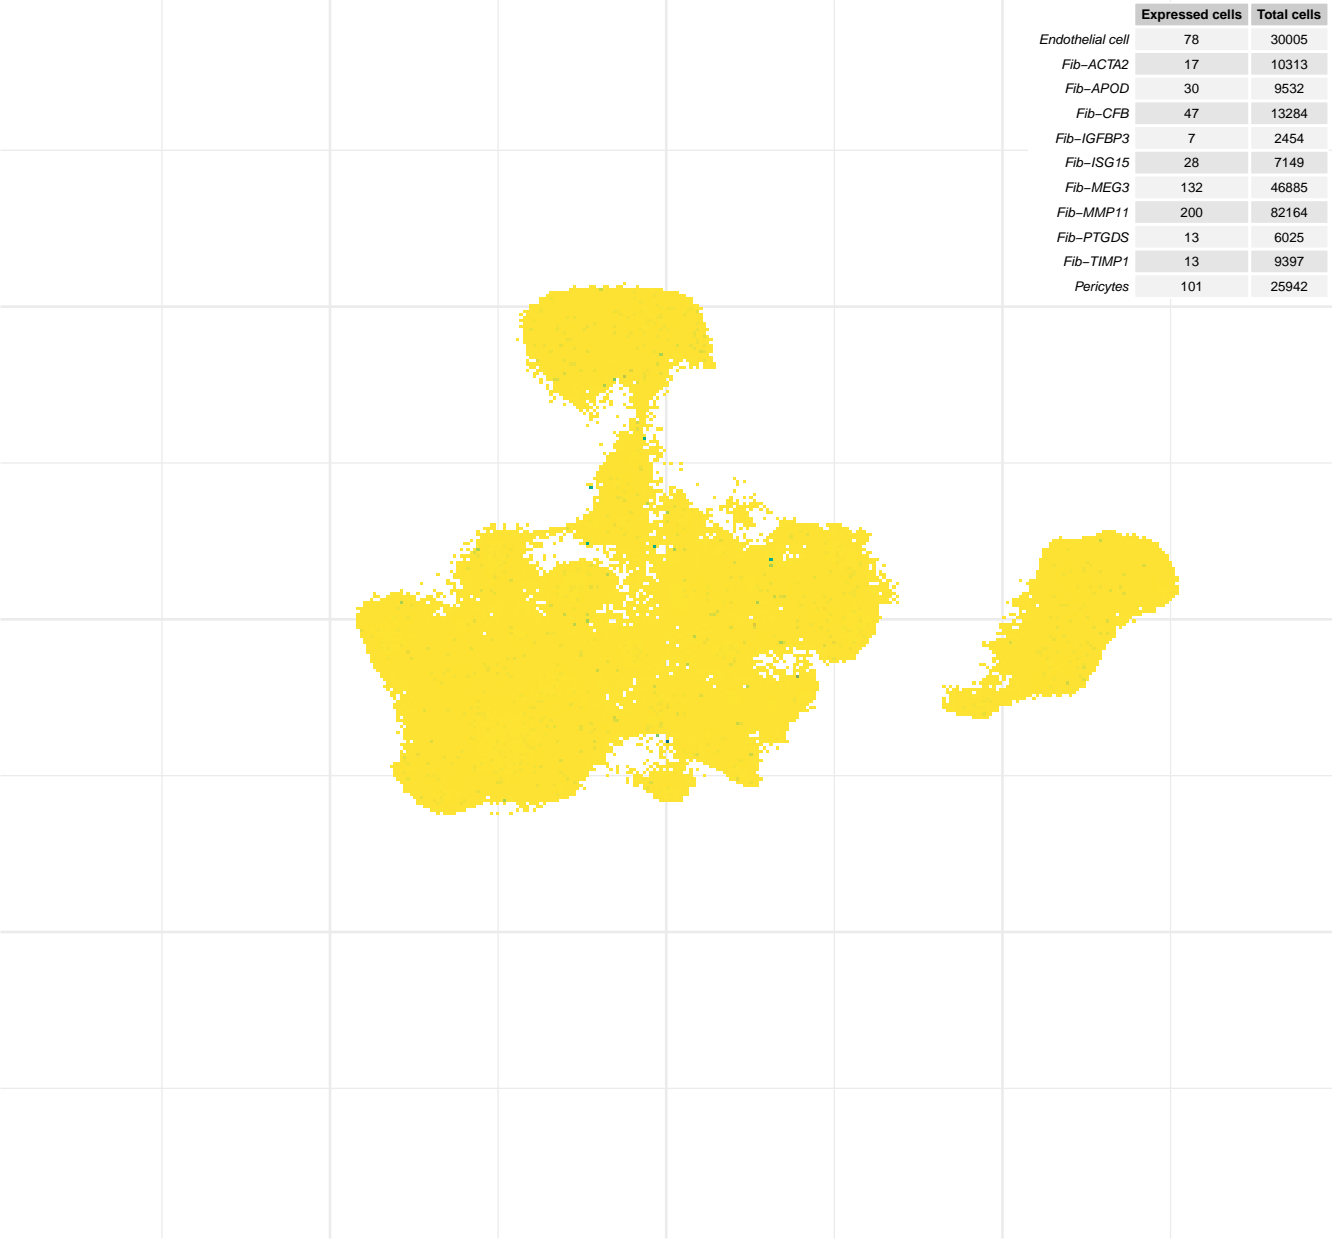 Expressed cells Total cells
Endothelial cell 78 30005
Fib−ACTA2 17 10313
Fib−APOD 30 9532
Fib−CFB 47 13284
Fib−IGFBP3 7 2454
Fib−ISG15 28 7149
Fib−MEG3 132 46885
Fib−MMP11 200 82164
Fib−PTGDS 13 6025
Fib−TIMP1 13 9397
Pericytes 101 25942